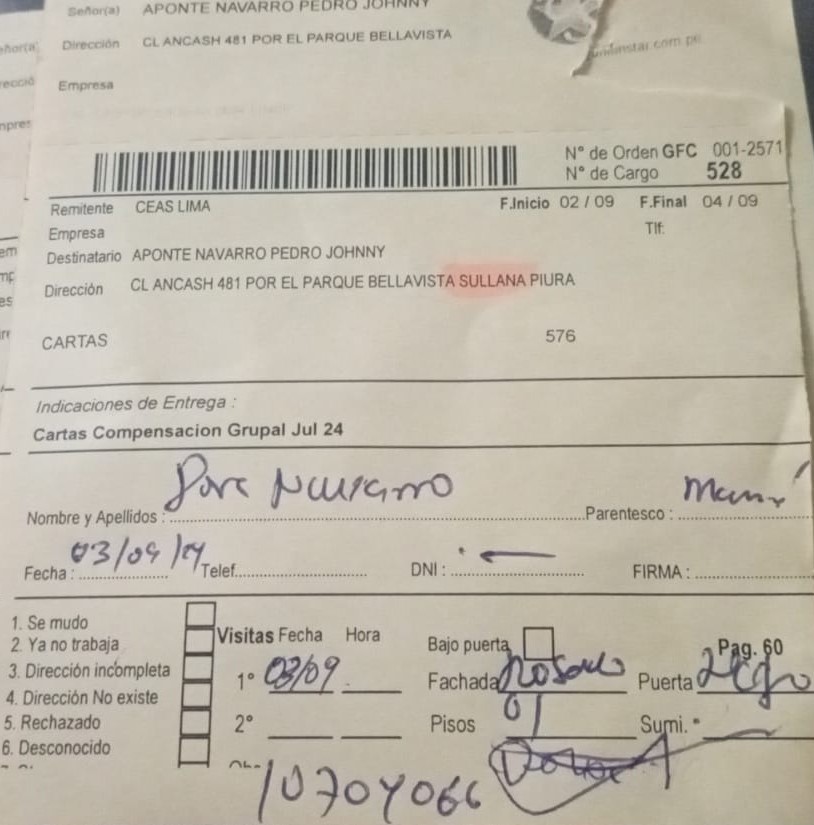 Señor(a) APONTE NAVARRO PEDRO JOHNNY
Dirección CL ANCASH 481 POR EL PARQUE BELLAVISTA
Empresa
N° de Orden GFC 001-2571
N° de Cargo 528
Remitente CEAS LIMA F.Inicio 02 / 09 F.Final 04 / 09
Empresa Tlf:
Destinatario APONTE NAVARRO PEDRO JOHNNY
Dirección CL ANCASH 481 POR EL PARQUE BELLAVISTA SULLANA PIURA
CARTAS 576
Indicaciones de Entrega :
Cartas Compensacion Grupal Jul 24
Navarro
Nombre y Apellidos : Parentesco : Mamá
Fecha : 03/09/24 Telef. DNI : FIRMA :
1. Se mudo
2. Ya no trabaja
3. Dirección incompleta
4. Dirección No existe
5. Rechazado
6. Desconocido
Visitas Fecha Hora
1° 03/09
2°
Bajo puerta Pag. 60
Fachada Rosado Puerta Negro
Pisos 01 Sumi.
10704066